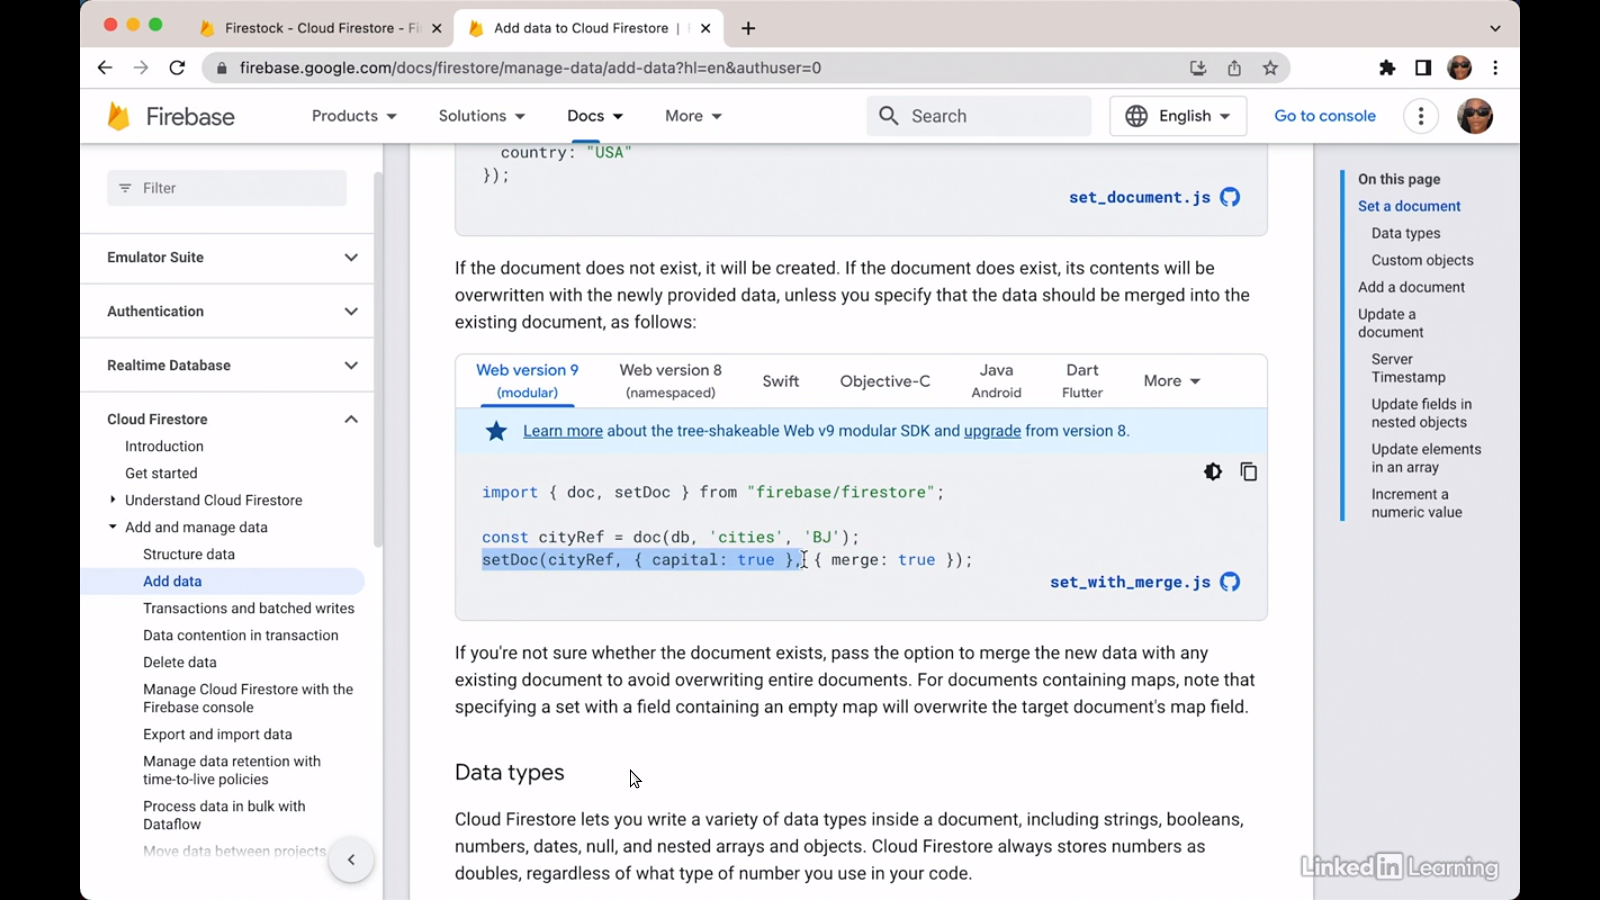 Firestock - Cloud Firestore - Fi
Add data to Cloud Firestore |
firebase.google.com/docs/firestore/manage-data/add-data?hl=en&authuser=0
Firebase
Products
Solutions
Docs
More
Search
English
Go to console
Filter
Emulator Suite
Authentication
Realtime Database
Cloud Firestore
Introduction
Get started
Understand Cloud Firestore
Add and manage data
Structure data
Add data
Transactions and batched writes
Data contention in transaction
Delete data
Manage Cloud Firestore with the
Firebase console
Export and import data
Manage data retention with
time-to-live policies
Process data in bulk with
Dataflow
Move data between projects
country: "USA"
});
set_document.js
If the document does not exist, it will be created. If the document does exist, its contents will be
overwritten with the newly provided data, unless you specify that the data should be merged into the
existing document, as follows:
Web version 9
(modular)
Web version 8
(namespaced)
Swift
Objective-C
Java
Android
Dart
Flutter
More
Learn more about the tree-shakeable Web v9 modular SDK and upgrade from version 8.
import { doc, setDoc } from "firebase/firestore";
const cityRef = doc(db, 'cities', 'BJ');
setDoc(cityRef, { capital: true }, { merge: true });
set_with_merge.js
If you're not sure whether the document exists, pass the option to merge the new data with any
existing document to avoid overwriting entire documents. For documents containing maps, note that
specifying a set with a field containing an empty map will overwrite the target document's map field.
Data types
Cloud Firestore lets you write a variety of data types inside a document, including strings, booleans,
numbers, dates, null, and nested arrays and objects. Cloud Firestore always stores numbers as
doubles, regardless of what type of number you use in your code.
On this page
Set a document
Data types
Custom objects
Add a document
Update a
document
Server
Timestamp
Update fields in
nested objects
Update elements
in an array
Increment a
numeric value
LinkedIn Learning